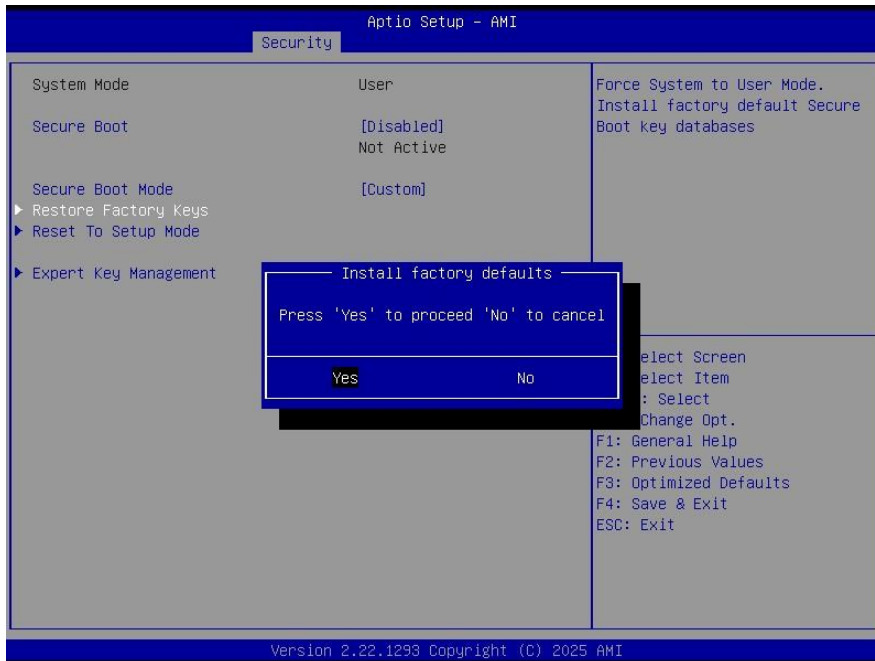 Aptio Setup - AMI
Security
System Mode User
Secure Boot [Disabled]
Not Active
Secure Boot Mode [Custom]
Restore Factory Keys
Reset To Setup Mode
Expert Key Management
Force System to User Mode.
Install factory default Secure
Boot key databases
Install factory defaults
Press 'Yes' to proceed 'No' to cancel
Yes No
elect Screen
elect Item
: Select
Change Opt.
F1: General Help
F2: Previous Values
F3: Optimized Defaults
F4: Save & Exit
ESC: Exit
Version 2.22.1293 Copyright (C) 2025 AMI